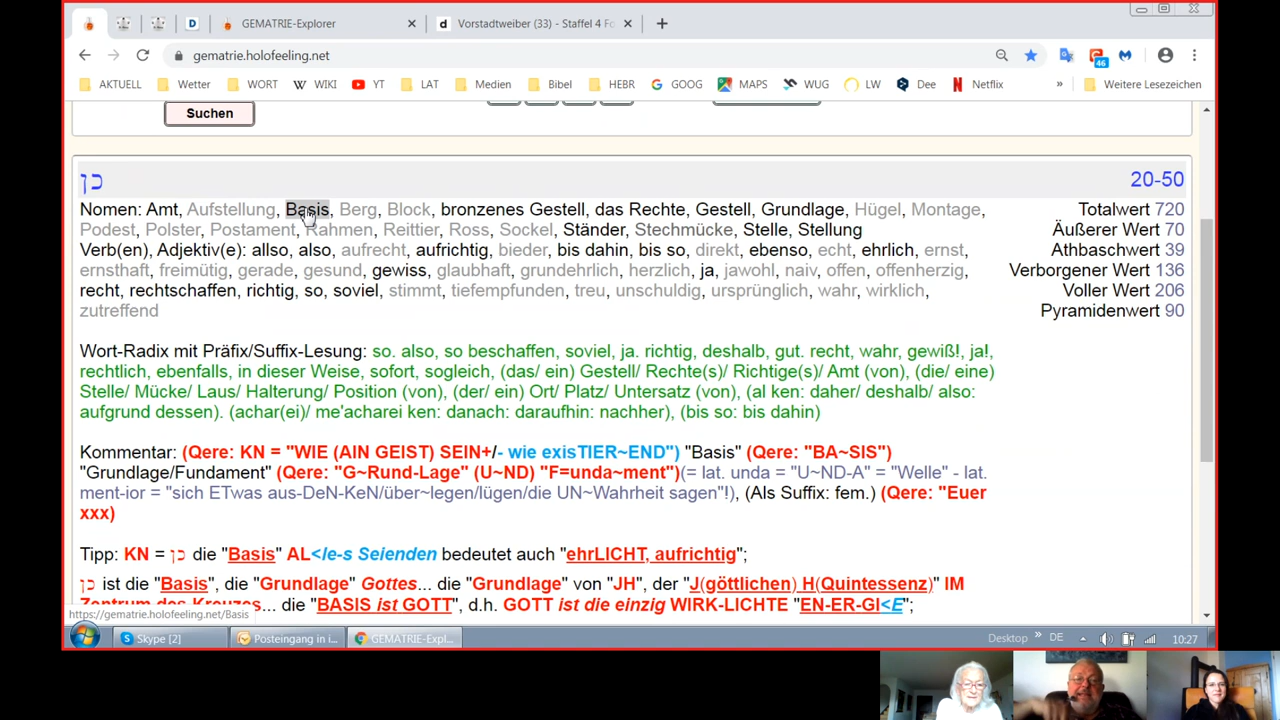 GEMATRIE-Explorer
Vorstadtweiber (33) - Staffel 4 Fo
gematrie.holofeeling.net
46
AKTUELL Wetter WORT WIKI YT LAT Medien Bibel HEBR GOOG MAPS WUG LW Dee Netflix » Weitere Lesezeichen
Suchen
כן 20-50
Nomen: Amt, Aufstellung, Basis, Berg, Block, bronzenes Gestell, das Rechte, Gestell, Grundlage, Hügel, Montage, Totalwert 720
Podest, Polster, Postament, Rahmen, Reittier, Ross, Sockel, Ständer, Stechmücke, Stelle, Stellung Äußerer Wert 70
Verb(en), Adjektiv(e): allso, also, aufrecht, aufrichtig, bieder, bis dahin, bis so, direkt, ebenso, echt, ehrlich, ernst, Athbaschwert 39
ernsthaft, freimütig, gerade, gesund, gewiss, glaubhaft, grundehrlich, herzlich, ja, jawohl, naiv, offen, offenherzig, Verborgener Wert 136
recht, rechtschaffen, richtig, so, soviel, stimmt, tiefempfunden, treu, unschuldig, ursprünglich, wahr, wirklich, Voller Wert 206
zutreffend Pyramidenwert 90
Wort-Radix mit Präfix/Suffix-Lesung: so. also, so beschaffen, soviel, ja. richtig, deshalb, gut. recht, wahr, gewiß!, ja!,
rechtlich, ebenfalls, in dieser Weise, sofort, sogleich, (das/ ein) Gestell/ Rechte(s)/ Richtige(s)/ Amt (von), (die/ eine)
Stelle/ Mücke/ Laus/ Halterung/ Position (von), (der/ ein) Ort/ Platz/ Untersatz (von), (al ken: daher/ deshalb/ also:
aufgrund dessen). (achar(ei)/ me'acharei ken: danach: daraufhin: nachher), (bis so: bis dahin)
Kommentar: (Qere: KN = "WIE (AIN GEIST) SEIN+/- wie exisTIER~END") "Basis" (Qere: "BA~SIS")
"Grundlage/Fundament" (Qere: "G~Rund-Lage" (U~ND) "F=unda~ment")(= lat. unda = "U~ND-A" = "Welle" - lat.
ment-ior = "sich ETwas aus-DeN-KeN/über~legen/lügen/die UN~Wahrheit sagen"!), (Als Suffix: fem.) (Qere: "Euer
xxx)
Tipp: KN = כן die "Basis" AL<le-s Seienden bedeutet auch "ehrLICHT, aufrichtig";
כן ist die "Basis", die "Grundlage" Gottes... die "Grundlage" von "JH", der "J(göttlichen) H(Quintessenz)" IM
Zentrum des Kreuzes... die "BASIS ist GOTT", d.h. GOTT ist die einzig WIRK-LICHTE "EN-ER-GI<E";
https://gematrie.holofeeling.net/Basis
Skype [2] Posteingang in i... GEMATRIE-Expl... Desktop » DE 10:27